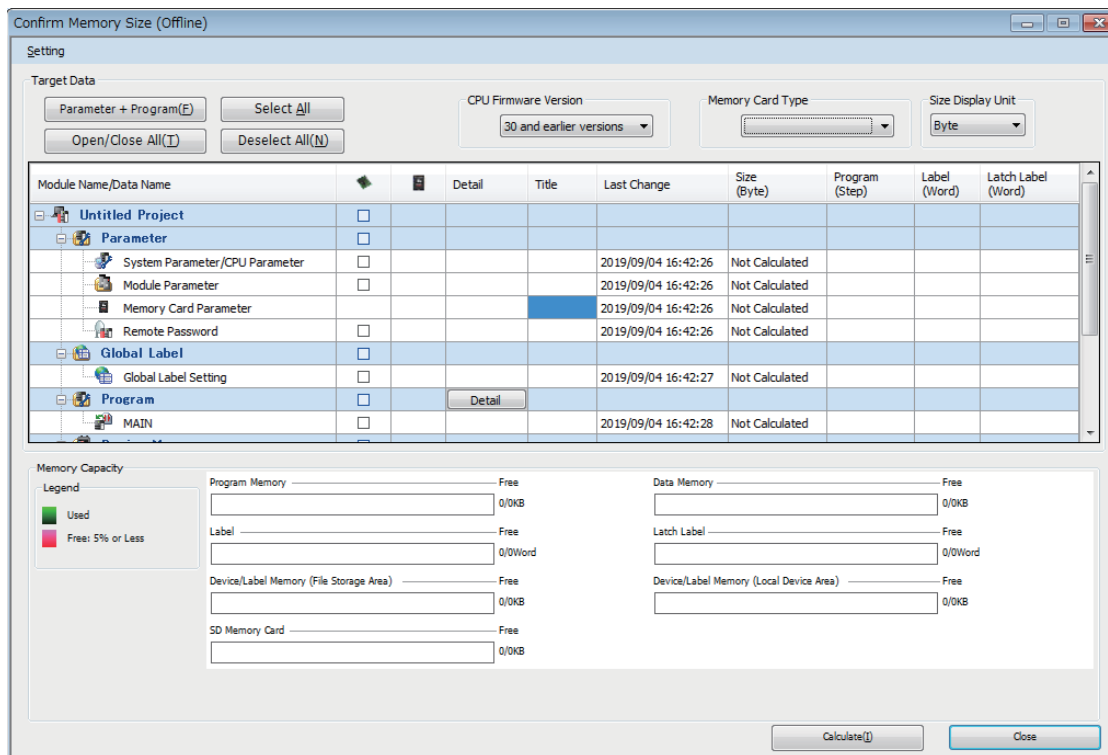 Confirm Memory Size (Offline)
Setting
Target Data
Parameter + Program(F)
Select All
Open/Close All(T)
Deselect All(N)
CPU Firmware Version
30 and earlier versions
Memory Card Type
Size Display Unit
Byte
Module Name/Data Name Detail Title Last Change Size (Byte) Program (Step) Label (Word) Latch Label (Word)
Untitled Project
Parameter
System Parameter/CPU Parameter 2019/09/04 16:42:26 Not Calculated
Module Parameter 2019/09/04 16:42:26 Not Calculated
Memory Card Parameter 2019/09/04 16:42:26 Not Calculated
Remote Password 2019/09/04 16:42:26 Not Calculated
Global Label
Global Label Setting 2019/09/04 16:42:27 Not Calculated
Program Detail
MAIN 2019/09/04 16:42:28 Not Calculated
Memory Capacity
Legend
Used
Free: 5% or Less
Program Memory Free
0/0KB
Data Memory Free
0/0KB
Label Free
0/0Word
Latch Label Free
0/0Word
Device/Label Memory (File Storage Area) Free
0/0KB
Device/Label Memory (Local Device Area) Free
0/0KB
SD Memory Card Free
0/0KB
Calculate(I)
Close